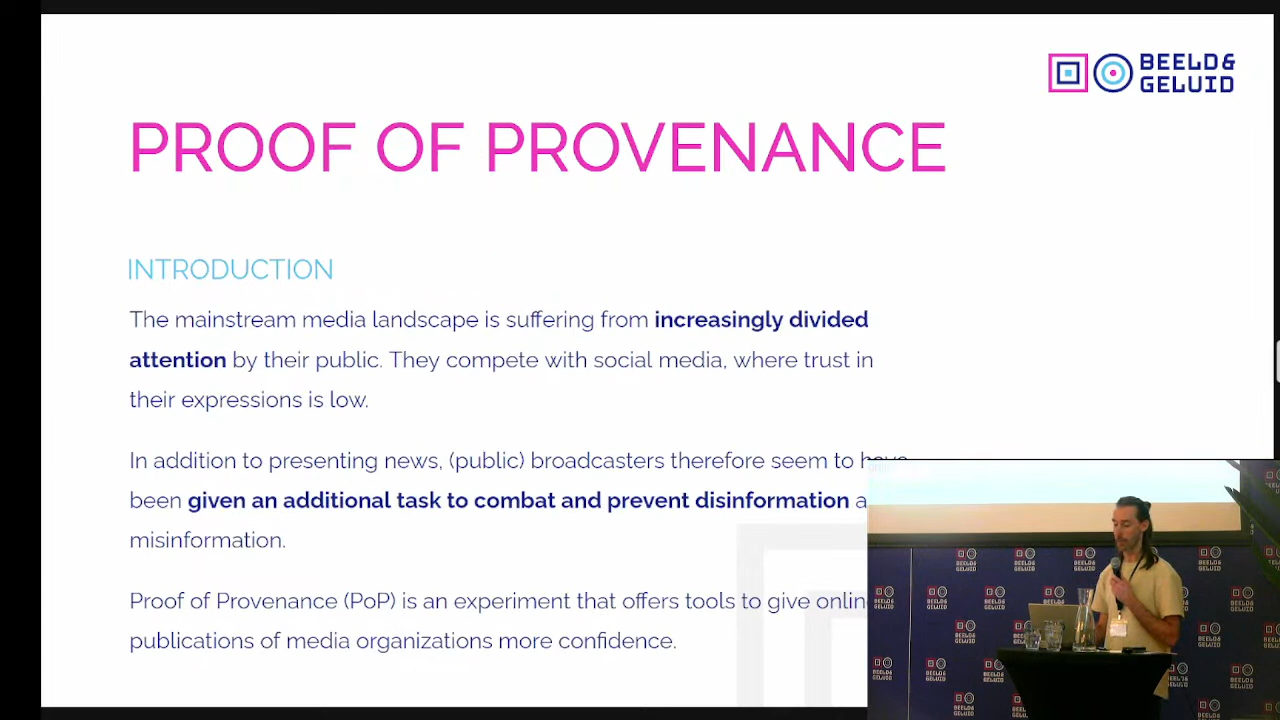 BEELD&
GELUID
PROOF OF PROVENANCE
INTRODUCTION
The mainstream media landscape is suffering from increasingly divided
attention by their public. They compete with social media, where trust in
their expressions is low.
In addition to presenting news, (public) broadcasters therefore seem to have
been given an additional task to combat and prevent disinformation a
misinformation.
Proof of Provenance (PoP) is an experiment that offers tools to give onlin
publications of media organizations more confidence.